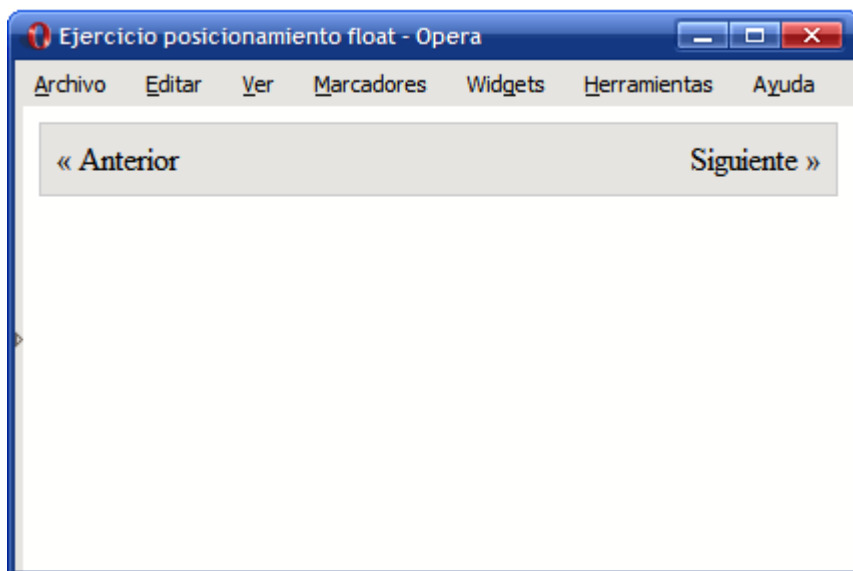 Ejercicio posicionamiento float - Opera
Archivo Editar Ver Marcadores Widgets Herramientas Ayuda
« Anterior Siguiente »